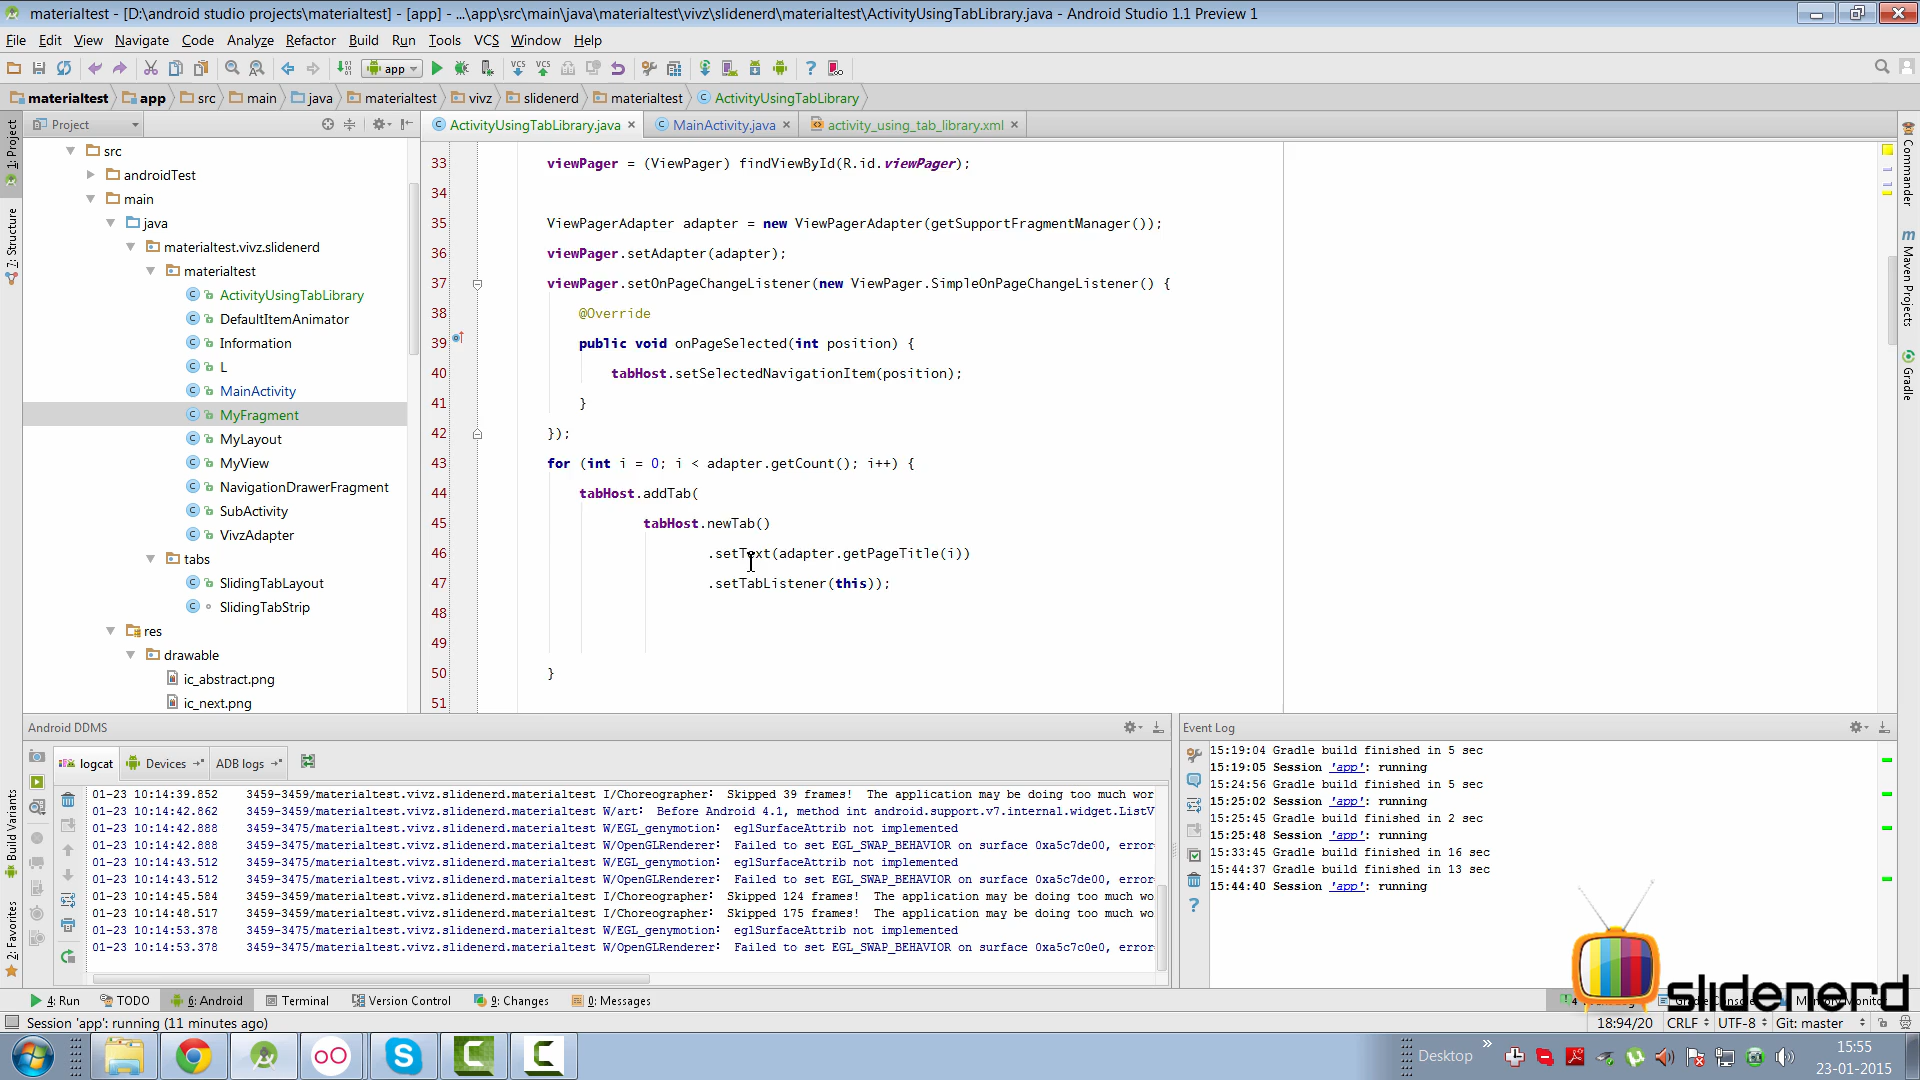 materialtest - [D:\android studio projects\materialtest] - [app] - ...\app\src\main\java\materialtest\vivz\slidenerd\materialtest\ActivityUsingTabLibrary.java - Android Studio 1.1 Preview 1
File Edit View Navigate Code Analyze Refactor Build Run Tools VCS Window Help
app
materialtest app src main java materialtest vivz slidenerd materialtest ActivityUsingTabLibrary
Project
ActivityUsingTabLibrary.java MainActivity.java activity_using_tab_library.xml
1: Project
7: Structure
Build Variants
2: Favorites
src
androidTest
main
java
materialtest.vivz.slidenerd
materialtest
ActivityUsingTabLibrary
DefaultItemAnimator
Information
L
MainActivity
MyFragment
MyLayout
MyView
NavigationDrawerFragment
SubActivity
VivzAdapter
tabs
SlidingTabLayout
SlidingTabStrip
res
drawable
ic_abstract.png
ic_next.png
33 viewPager = (ViewPager) findViewById(R.id.viewPager);
34
35 ViewPagerAdapter adapter = new ViewPagerAdapter(getSupportFragmentManager());
36 viewPager.setAdapter(adapter);
37 viewPager.setOnPageChangeListener(new ViewPager.SimpleOnPageChangeListener() {
38 @Override
39 public void onPageSelected(int position) {
40 tabHost.setSelectedNavigationItem(position);
41 }
42 });
43 for (int i = 0; i < adapter.getCount(); i++) {
44 tabHost.addTab(
45 tabHost.newTab()
46 .setText(adapter.getPageTitle(i))
47 .setTabListener(this));
48
49
50 }
51
Commander
Maven Projects
Gradle
Android DDMS
logcat Devices ADB logs
01-23 10:14:39.852 3459-3459/materialtest.vivz.slidenerd.materialtest I/Choreographer: Skipped 39 frames! The application may be doing too much wor
01-23 10:14:42.862 3459-3459/materialtest.vivz.slidenerd.materialtest W/art: Before Android 4.1, method int android.support.v7.internal.widget.ListV
01-23 10:14:42.888 3459-3475/materialtest.vivz.slidenerd.materialtest W/EGL_genymotion: eglSurfaceAttrib not implemented
01-23 10:14:42.888 3459-3475/materialtest.vivz.slidenerd.materialtest W/OpenGLRenderer: Failed to set EGL_SWAP_BEHAVIOR on surface 0xa5c7de00, error
01-23 10:14:43.512 3459-3475/materialtest.vivz.slidenerd.materialtest W/EGL_genymotion: eglSurfaceAttrib not implemented
01-23 10:14:43.512 3459-3475/materialtest.vivz.slidenerd.materialtest W/OpenGLRenderer: Failed to set EGL_SWAP_BEHAVIOR on surface 0xa5c7de00, error
01-23 10:14:45.584 3459-3459/materialtest.vivz.slidenerd.materialtest I/Choreographer: Skipped 124 frames! The application may be doing too much wo
01-23 10:14:48.517 3459-3459/materialtest.vivz.slidenerd.materialtest I/Choreographer: Skipped 175 frames! The application may be doing too much wo
01-23 10:14:53.378 3459-3475/materialtest.vivz.slidenerd.materialtest W/EGL_genymotion: eglSurfaceAttrib not implemented
01-23 10:14:53.378 3459-3475/materialtest.vivz.slidenerd.materialtest W/OpenGLRenderer: Failed to set EGL_SWAP_BEHAVIOR on surface 0xa5c7c0e0, error
Event Log
15:19:04 Gradle build finished in 5 sec
15:19:05 Session 'app': running
15:24:56 Gradle build finished in 5 sec
15:25:02 Session 'app': running
15:25:45 Gradle build finished in 2 sec
15:25:48 Session 'app': running
15:33:45 Gradle build finished in 16 sec
15:44:37 Gradle build finished in 13 sec
15:44:40 Session 'app': running
slidenerd
4: Run TODO 6: Android Terminal Version Control 9: Changes 0: Messages
Session 'app': running (11 minutes ago)
18:94/20 CRLF UTF-8 Git: master
Desktop
15:55
23-01-2015